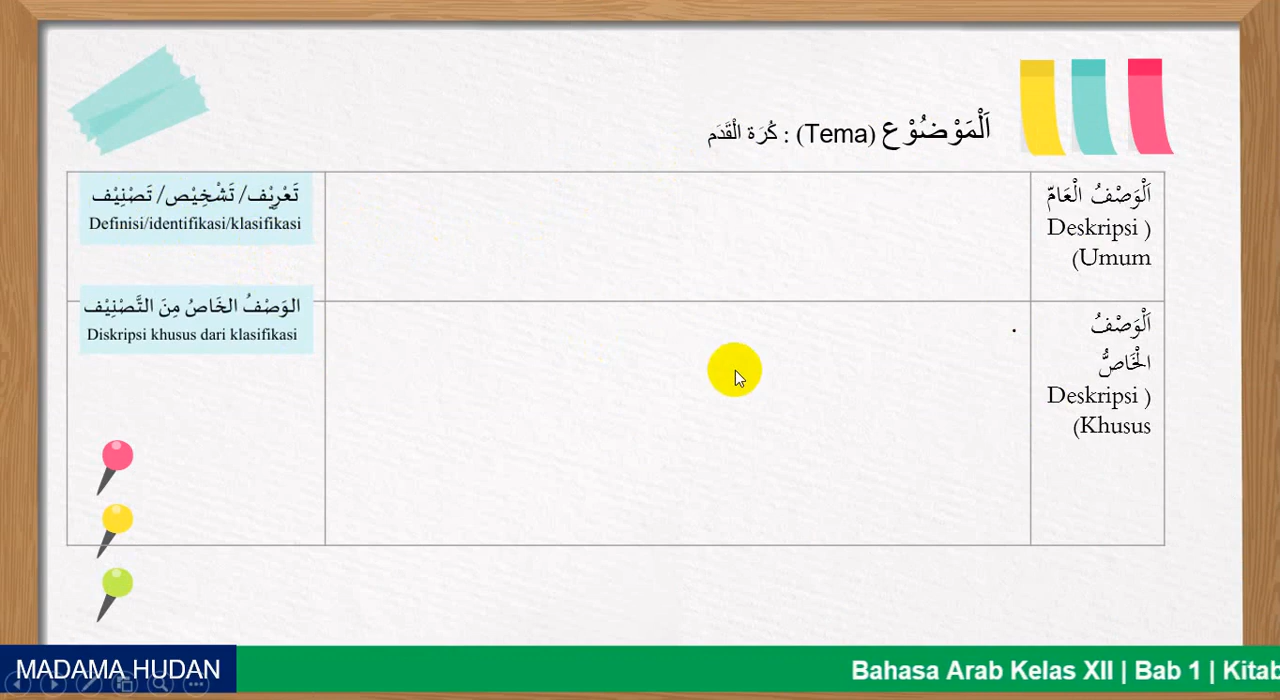 اَلْمَوْضُوْع (Tema) : كُرَة الْقَدَم
اَلْوَصْفُ الْعَامّ
( Deskripsi
Umum)
تَعْرِيْف/ تَشْخِيْص/ تَصْنِيْف
Definisi/identifikasi/klasifikasi
اَلْوَصْفُ
الْخَاصُّ
( Deskripsi
Khusus)
.
الوَصْفُ الخَاصُ مِنَ التَّصْنِيْف
Diskripsi khusus dari klasifikasi
MADAMA HUDAN
Bahasa Arab Kelas XII | Bab 1 | Kitab